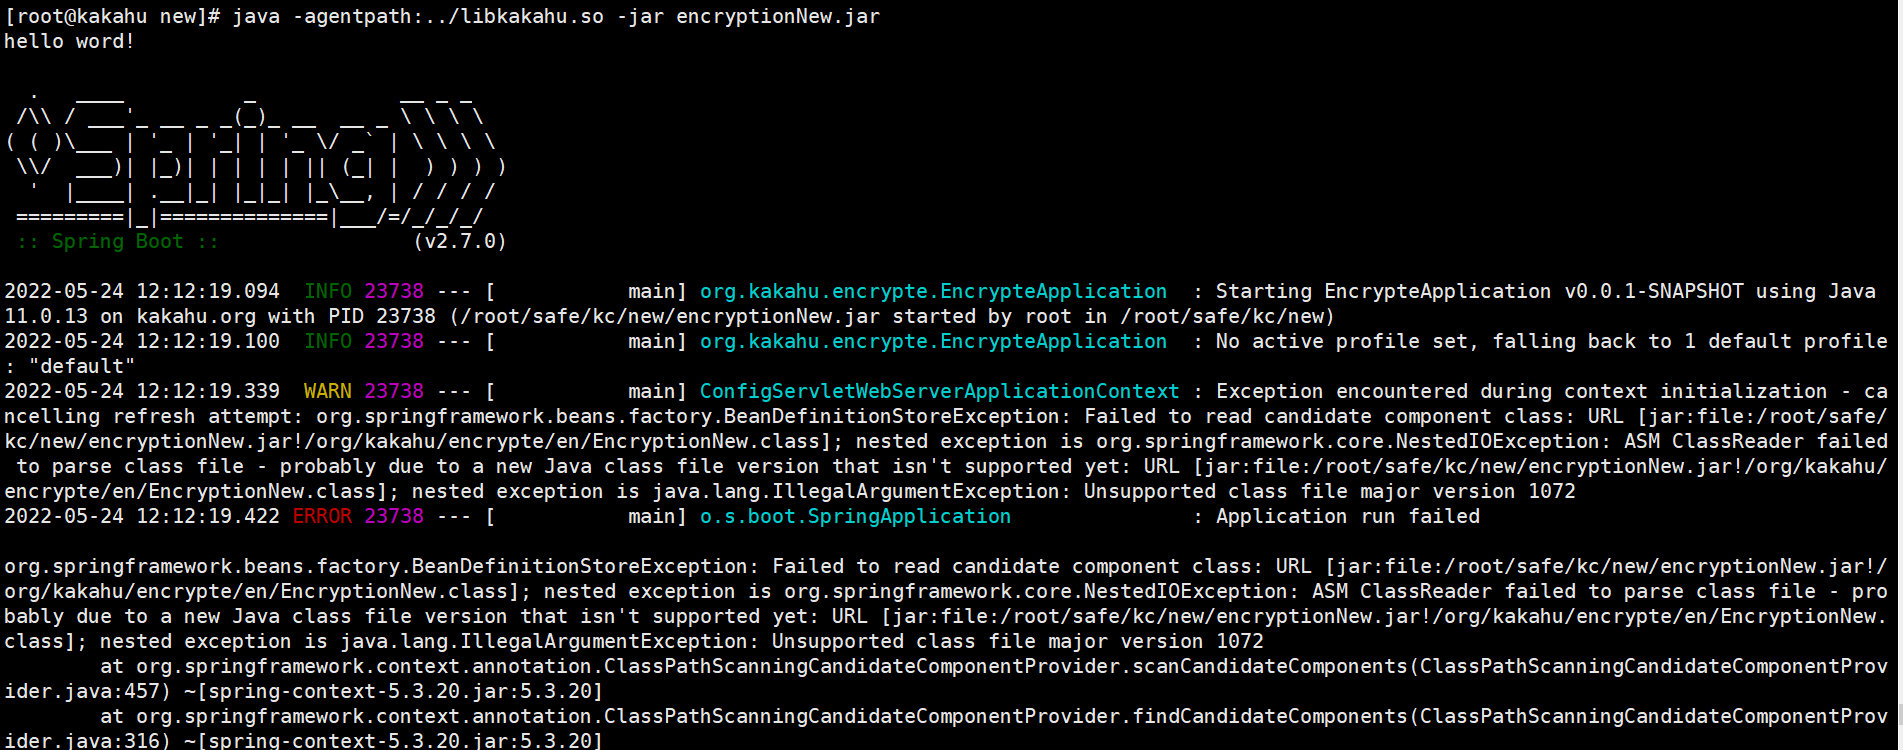 [root@kakahu new]# java -agentpath:../libkakahu.so -jar encryptionNew.jar
hello word!

  .   ____          _            __ _ _
 /\\ / ___'_ __ _ _(_)_ __  __ _ \ \ \ \
( ( )\___ | '_ | '_| | '_ \/ _` | \ \ \ \
 \\/  ___)| |_)| | | | | || (_| |  ) ) ) )
  '  |____| .__|_| |_|_| |_\__, | / / / /
 =========|_|==============|___/=/_/_/_/
 :: Spring Boot ::                (v2.7.0)

2022-05-24 12:12:19.094  INFO 23738 --- [           main] org.kakahu.encrypte.EncrypteApplication  : Starting EncrypteApplication v0.0.1-SNAPSHOT using Java
11.0.13 on kakahu.org with PID 23738 (/root/safe/kc/new/encryptionNew.jar started by root in /root/safe/kc/new)
2022-05-24 12:12:19.100  INFO 23738 --- [           main] org.kakahu.encrypte.EncrypteApplication  : No active profile set, falling back to 1 default profile
: "default"
2022-05-24 12:12:19.339  WARN 23738 --- [           main] ConfigServletWebServerApplicationContext : Exception encountered during context initialization - ca
ncelling refresh attempt: org.springframework.beans.factory.BeanDefinitionStoreException: Failed to read candidate component class: URL [jar:file:/root/safe/
kc/new/encryptionNew.jar!/org/kakahu/encrypte/en/EncryptionNew.class]; nested exception is org.springframework.core.NestedIOException: ASM ClassReader failed
 to parse class file - probably due to a new Java class file version that isn't supported yet: URL [jar:file:/root/safe/kc/new/encryptionNew.jar!/org/kakahu/
encrypte/en/EncryptionNew.class]; nested exception is java.lang.IllegalArgumentException: Unsupported class file major version 1072
2022-05-24 12:12:19.422 ERROR 23738 --- [           main] o.s.boot.SpringApplication               : Application run failed

org.springframework.beans.factory.BeanDefinitionStoreException: Failed to read candidate component class: URL [jar:file:/root/safe/kc/new/encryptionNew.jar!/
org/kakahu/encrypte/en/EncryptionNew.class]; nested exception is org.springframework.core.NestedIOException: ASM ClassReader failed to parse class file - pro
bably due to a new Java class file version that isn't supported yet: URL [jar:file:/root/safe/kc/new/encryptionNew.jar!/org/kakahu/encrypte/en/EncryptionNew.
class]; nested exception is java.lang.IllegalArgumentException: Unsupported class file major version 1072
        at org.springframework.context.annotation.ClassPathScanningCandidateComponentProvider.scanCandidateComponents(ClassPathScanningCandidateComponentProv
ider.java:457) ~[spring-context-5.3.20.jar:5.3.20]
        at org.springframework.context.annotation.ClassPathScanningCandidateComponentProvider.findCandidateComponents(ClassPathScanningCandidateComponentProv
ider.java:316) ~[spring-context-5.3.20.jar:5.3.20]